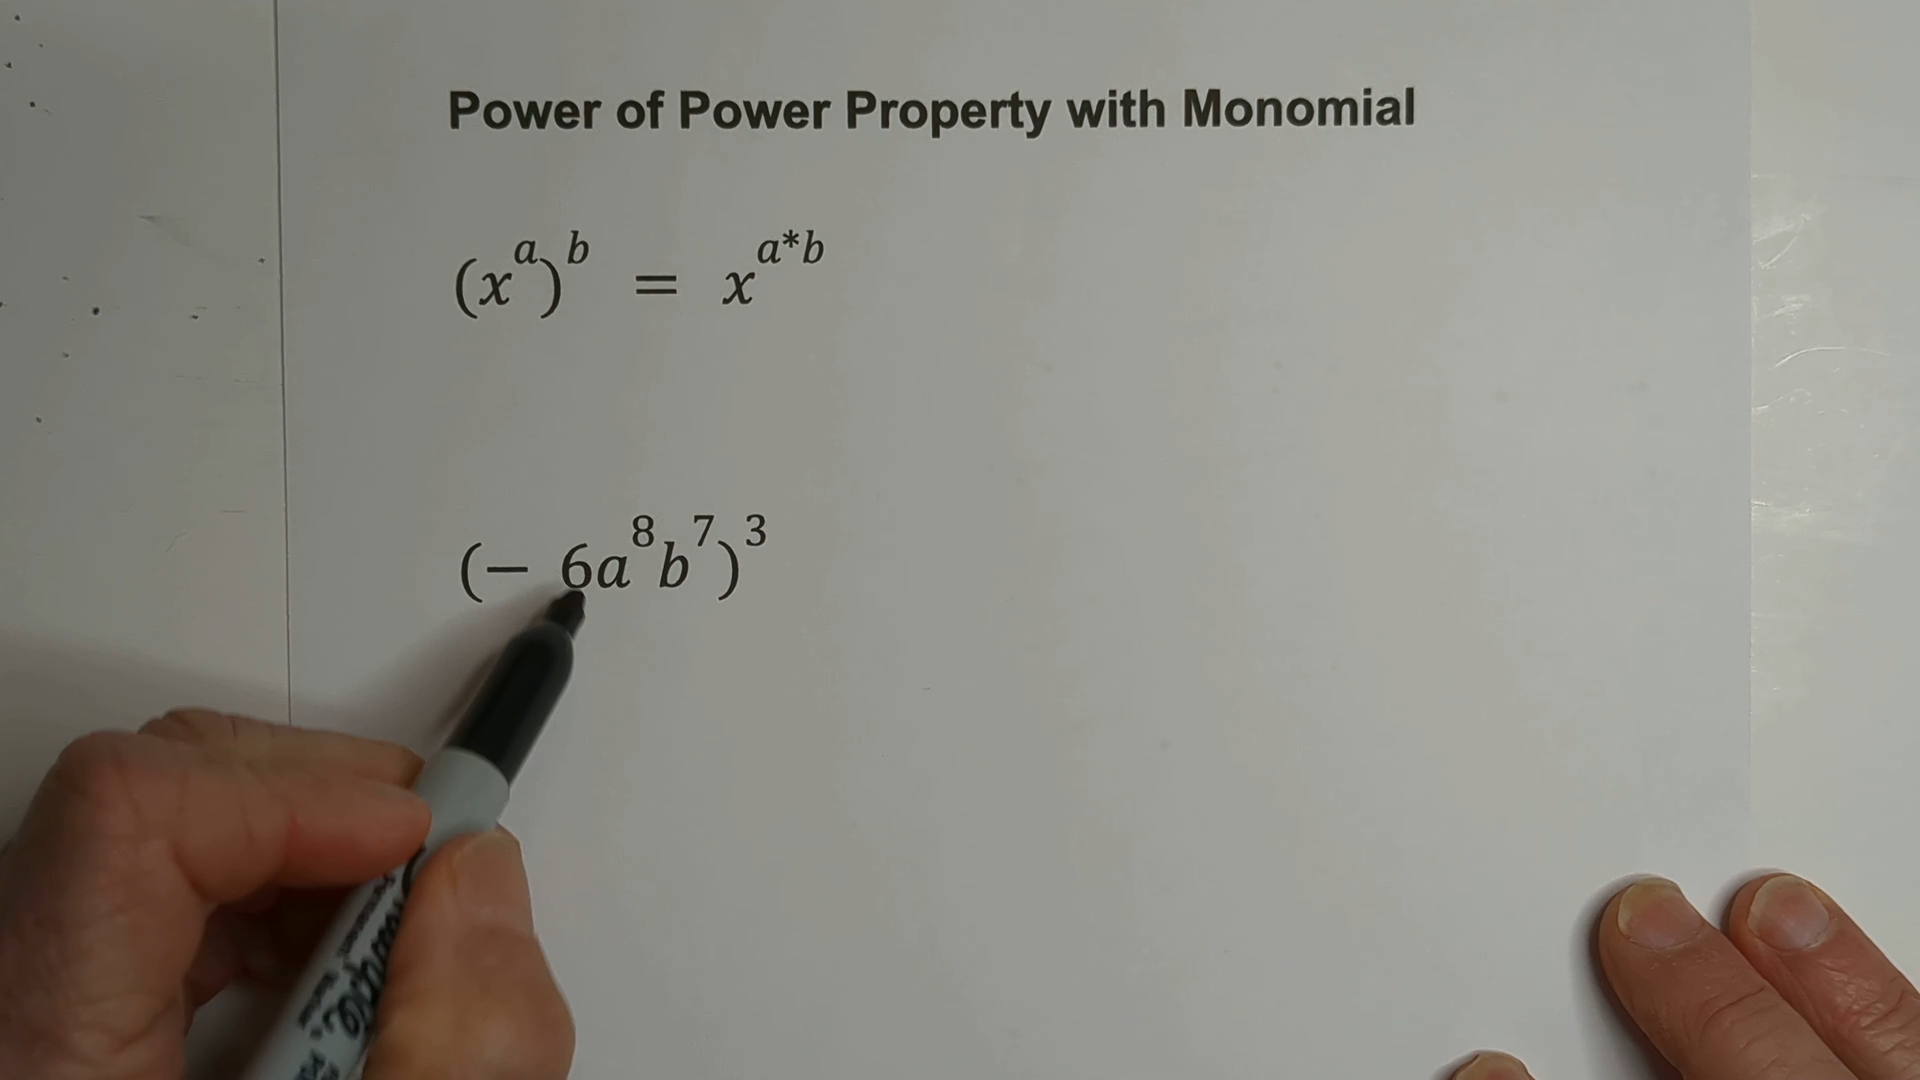 Power of Power Property with Monomial
(x^a)^b = x^{a*b}
(− 6a^8b^7)^3